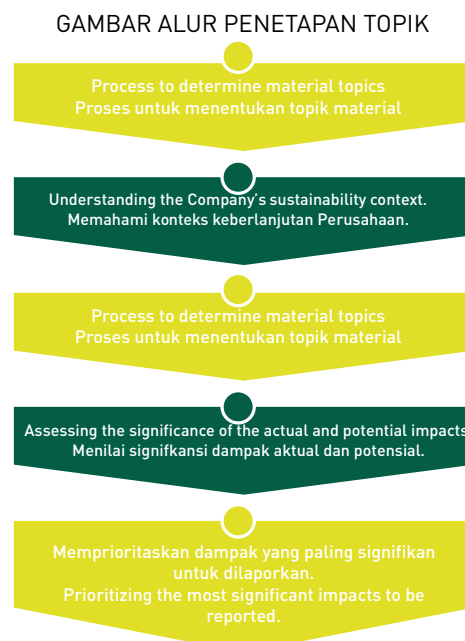 GAMBAR ALUR PENETAPAN TOPIK
Process to determine material topics
Proses untuk menentukan topik material
Understanding the Company's sustainability context.
Memahami konteks keberlanjutan Perusahaan.
Process to determine material topics
Proses untuk menentukan topik material
Assessing the significance of the actual and potential impacts
Menilai signifkansi dampak aktual dan potensial.
Memprioritaskan dampak yang paling signifikan
untuk dilaporkan.
Prioritizing the most significant impacts to be
reported.